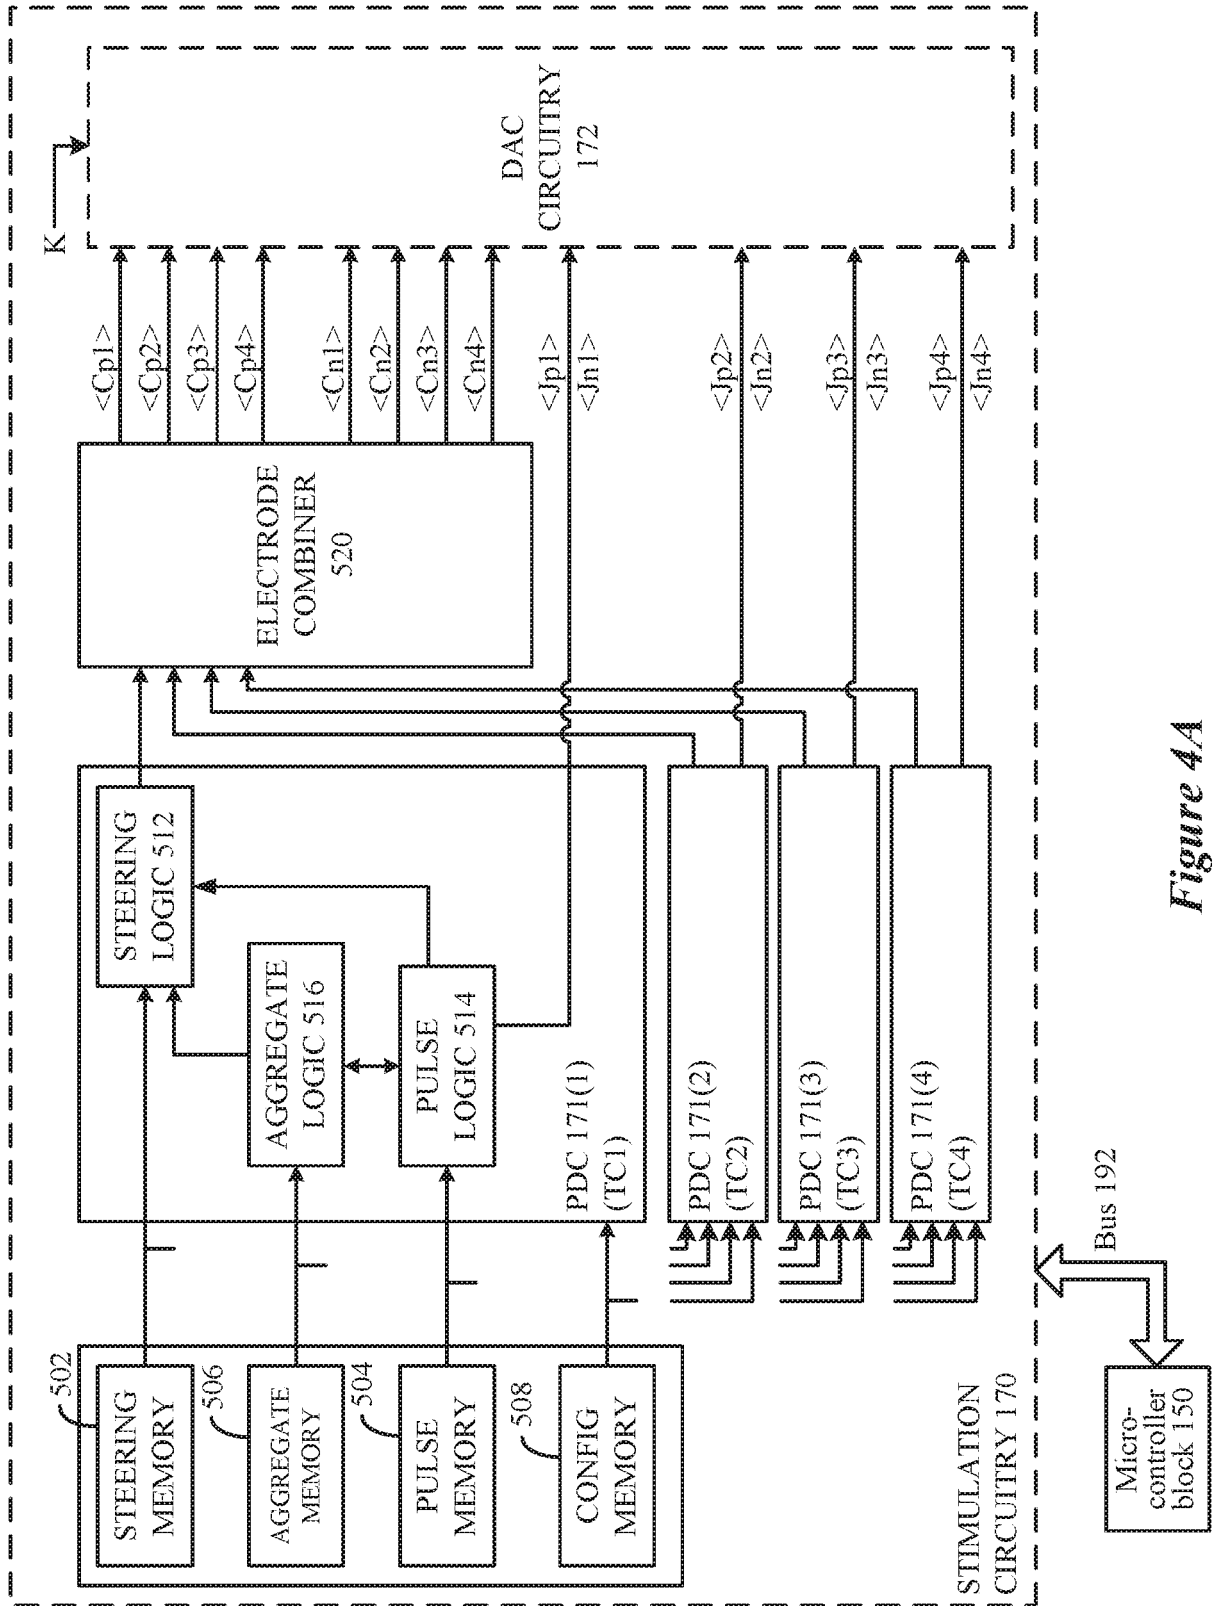 STEERING
MEMORY
502
AGGREGATE
MEMORY
506
PULSE
MEMORY
504
CONFIG
MEMORY
508
STEERING
LOGIC 512
AGGREGATE
LOGIC 516
PULSE
LOGIC 514
PDC 171(1)
(TC1)
PDC 171(2)
(TC2)
PDC 171(3)
(TC3)
PDC 171(4)
(TC4)
ELECTRODE
COMBINER
520
<Cp1>
<Cp2>
<Cp3>
<Cp4>
<Cn1>
<Cn2>
<Cn3>
<Cn4>
<Jp1>
<Jn1>
<Jp2>
<Jn2>
<Jp3>
<Jn3>
<Jp4>
<Jn4>
K
DAC
CIRCUITRY
172
STIMULATION
CIRCUITRY 170
Bus 192
Micro-
controller
block 150
Figure 4A